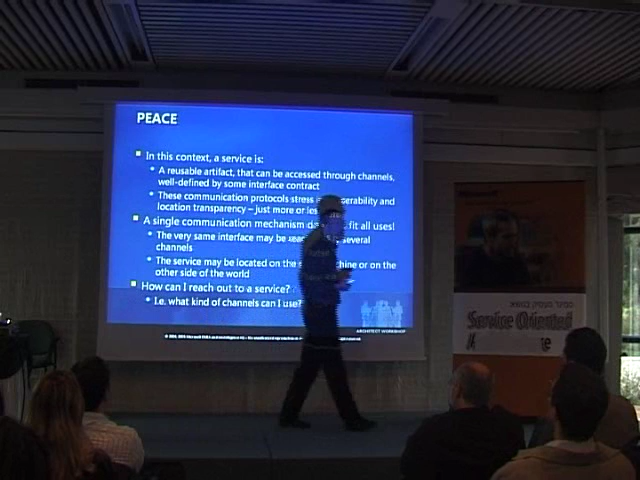 PEACE
In this context, a service is:
A reusable artifact, that can be accessed through channels,
well-defined by some interface contract
These communication protocols stress
location transparency – just more or
A single communication mechanism fit all uses!
The very same interface may be several
channels
The service may be located on the or on the
other side of the world
How can I reach out to a service?
i.e. what kind of channels can I use?
ARCHITECT WORKSHOP
Service Oriented